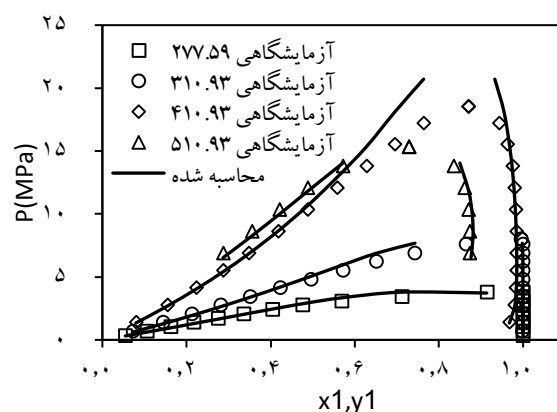 ۲۵
۲۰
۱۵
۱۰
۵
۰
P(MPa)
آزمایشگاهی ۲۷۷.۵۹
آزمایشگاهی ۳۱۰.۹۳
آزمایشگاهی ۴۱۰.۹۳
آزمایشگاهی ۵۱۰.۹۳
محاسبه شده
۰,۰ ۰,۲ ۰,۴ ۰,۶ ۰,۸ ۱,۰
x1,y1